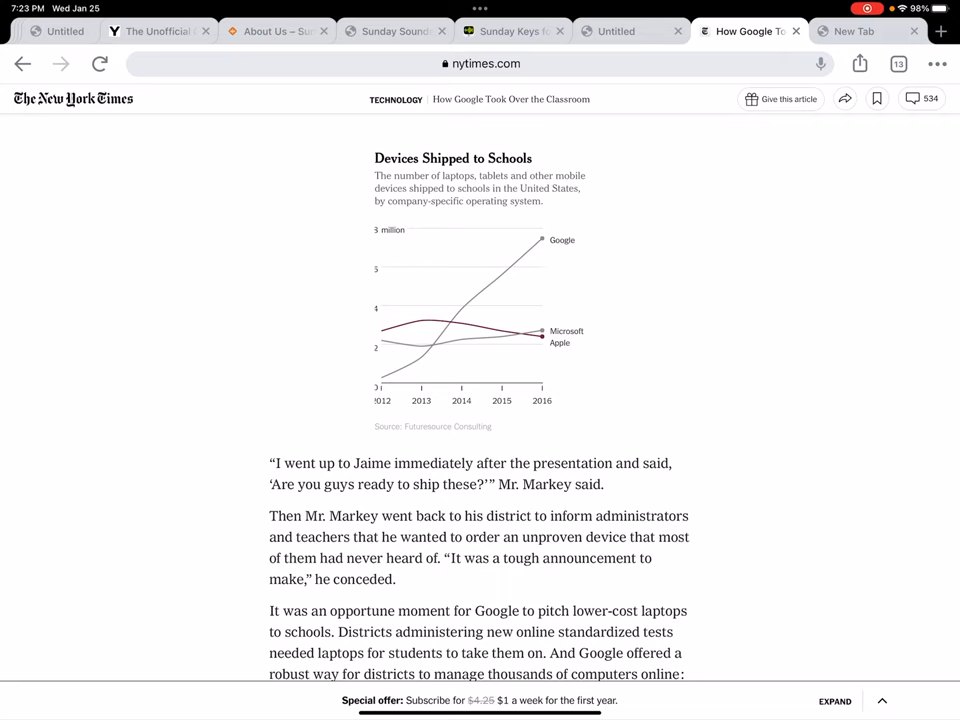 7:23 PM Wed Jan 25
98%
Untitled
The Unofficial
About Us – Sun
Sunday Sound
Sunday Keys fo
Untitled
How Google To
New Tab
nytimes.com
13
The New York Times
TECHNOLOGY | How Google Took Over the Classroom
Give this article
534
Devices Shipped to Schools
The number of laptops, tablets and other mobile
devices shipped to schools in the United States,
by company-specific operating system.
million
Google
4
Microsoft
Apple
2
2013 2014 2015 2016
Source: Futuresource Consulting
“I went up to Jaime immediately after the presentation and said,
‘Are you guys ready to ship these?’” Mr. Markey said.
Then Mr. Markey went back to his district to inform administrators
and teachers that he wanted to order an unproven device that most
of them had never heard of. “It was a tough announcement to
make,” he conceded.
It was an opportune moment for Google to pitch lower-cost laptops
to schools. Districts administering new online standardized tests
needed laptops for students to take them on. And Google offered a
robust way for districts to manage thousands of computers online:
Special offer: Subscribe for $4.25 $1 a week for the first year.
EXPAND